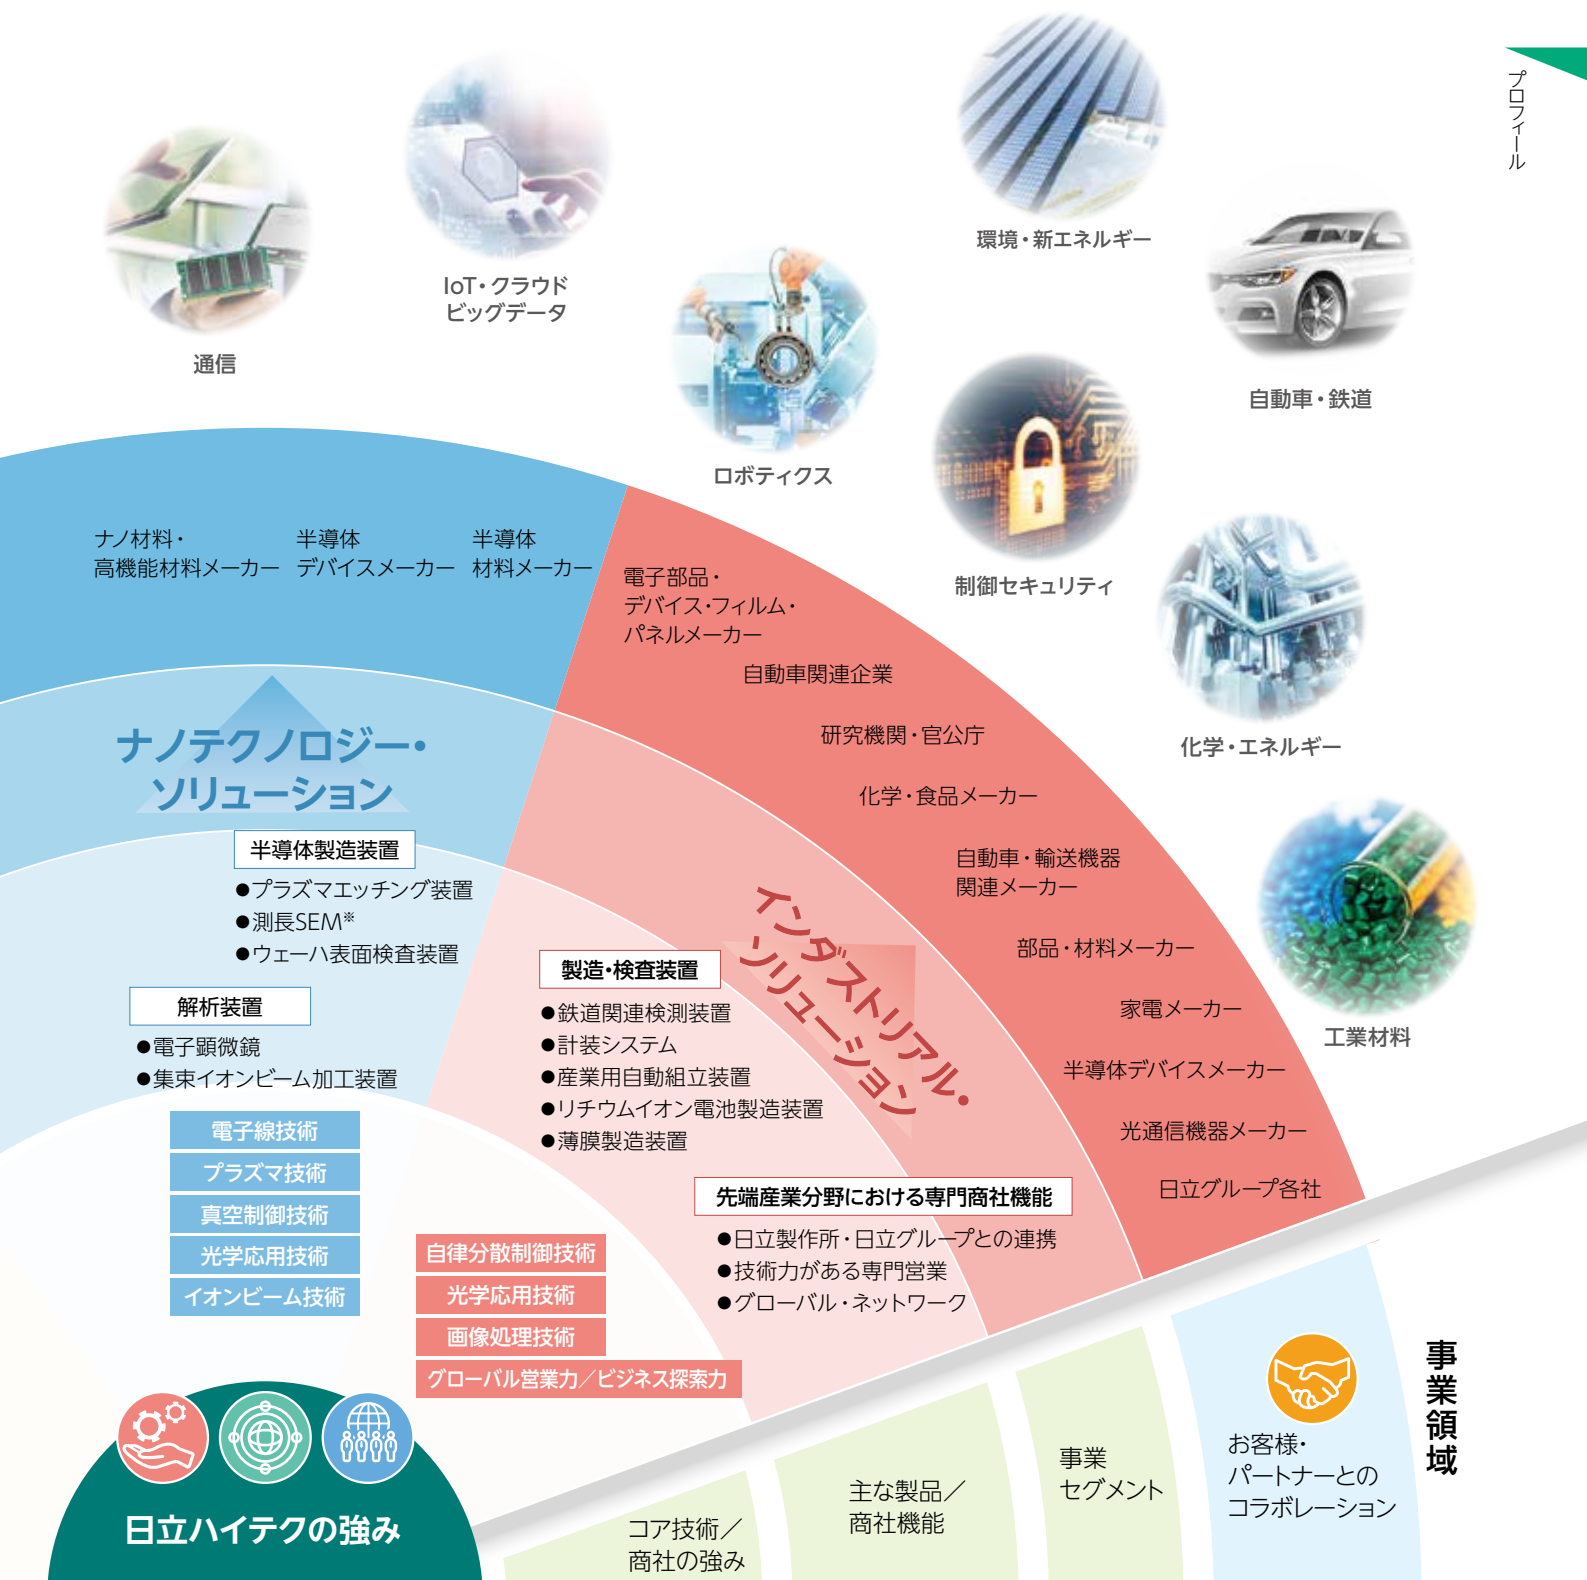 プロフィール
通信
IoT・クラウド
ビッグデータ
ロボティクス
環境・新エネルギー
自動車・鉄道
制御セキュリティ
化学・エネルギー
工業材料
ナノ材料・
高機能材料メーカー
半導体
デバイスメーカー
半導体
材料メーカー
電子部品・
デバイス・フィルム・
パネルメーカー
自動車関連企業
研究機関・官公庁
化学・食品メーカー
自動車・輸送機器
関連メーカー
部品・材料メーカー
家電メーカー
半導体デバイスメーカー
光通信機器メーカー
日立グループ各社
ナノテクノロジー・
ソリューション
インダストリアル・
ソリューション
半導体製造装置
●プラズマエッチング装置
●測長SEM※
●ウェーハ表面検査装置
解析装置
●電子顕微鏡
●集束イオンビーム加工装置
製造・検査装置
●鉄道関連検測装置
●計装システム
●産業用自動組立装置
●リチウムイオン電池製造装置
●薄膜製造装置
先端産業分野における専門商社機能
●日立製作所・日立グループとの連携
●技術力がある専門営業
●グローバル・ネットワーク
電子線技術
プラズマ技術
真空制御技術
光学応用技術
イオンビーム技術
自律分散制御技術
光学応用技術
画像処理技術
グローバル営業力／ビジネス探索力
日立ハイテクの強み
コア技術／
商社の強み
主な製品／
商社機能
事業
セグメント
お客様・
パートナーとの
コラボレーション
事業領域